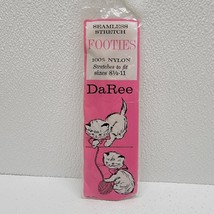 SEAMLESS
STRETCH
FOOTIES
100% NYLON
Stretches to fit
sizes 8½-11
DaRee